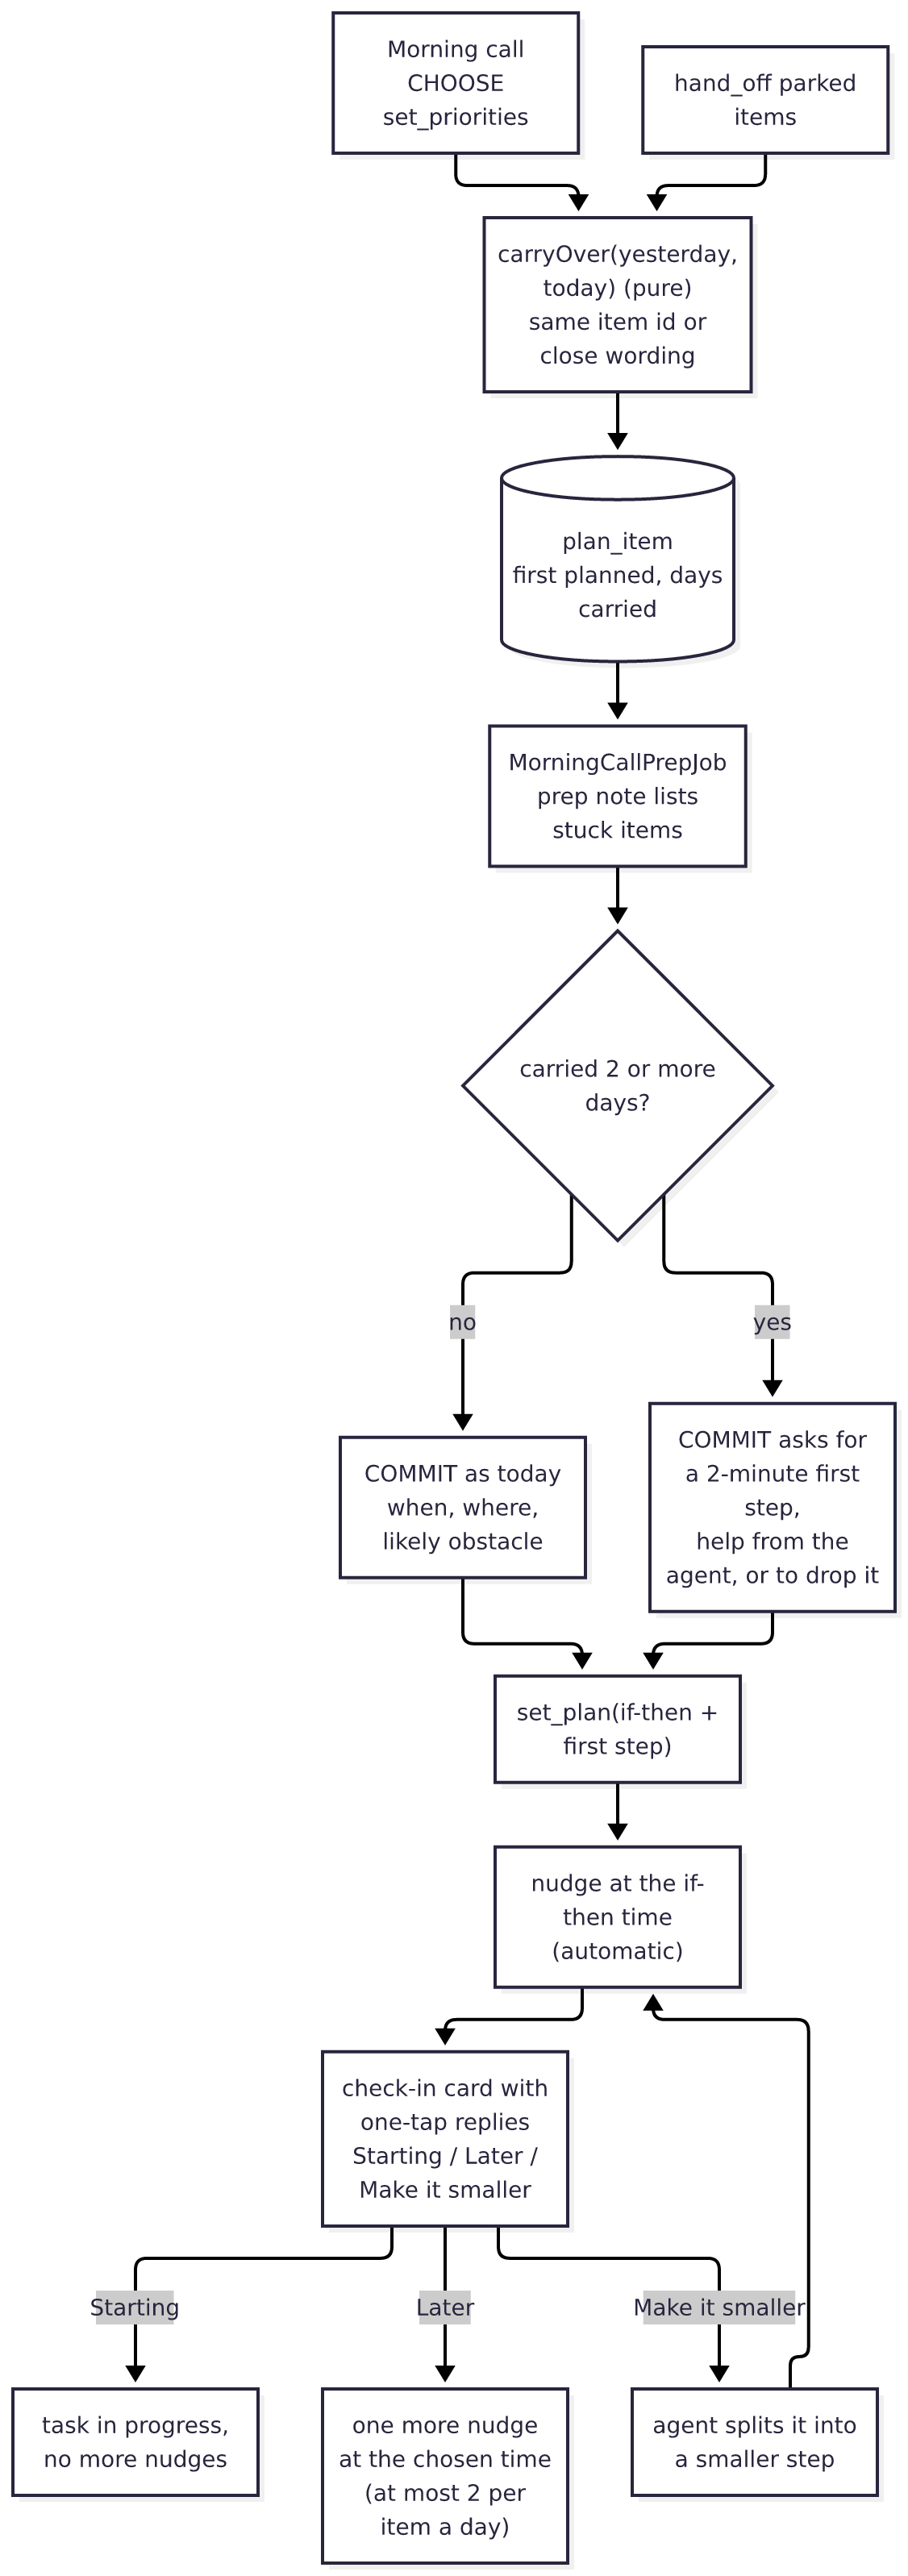 Morning call
CHOOSE
set_priorities
hand_off parked
items
carryOver(yesterday,
today) (pure)
same item id or
close wording
plan_item
first planned, days
carried
MorningCallPrepJob
prep note lists
stuck items
carried 2 or more
days?
no
yes
COMMIT as today
when, where,
likely obstacle
COMMIT asks for
a 2-minute first
step,
help from the
agent, or to drop it
set_plan(if-then +
first step)
nudge at the if-
then time
(automatic)
check-in card with
one-tap replies
Starting / Later /
Make it smaller
Starting
Later
Make it smaller
task in progress,
no more nudges
one more nudge
at the chosen time
(at most 2 per
item a day)
agent splits it into
a smaller step